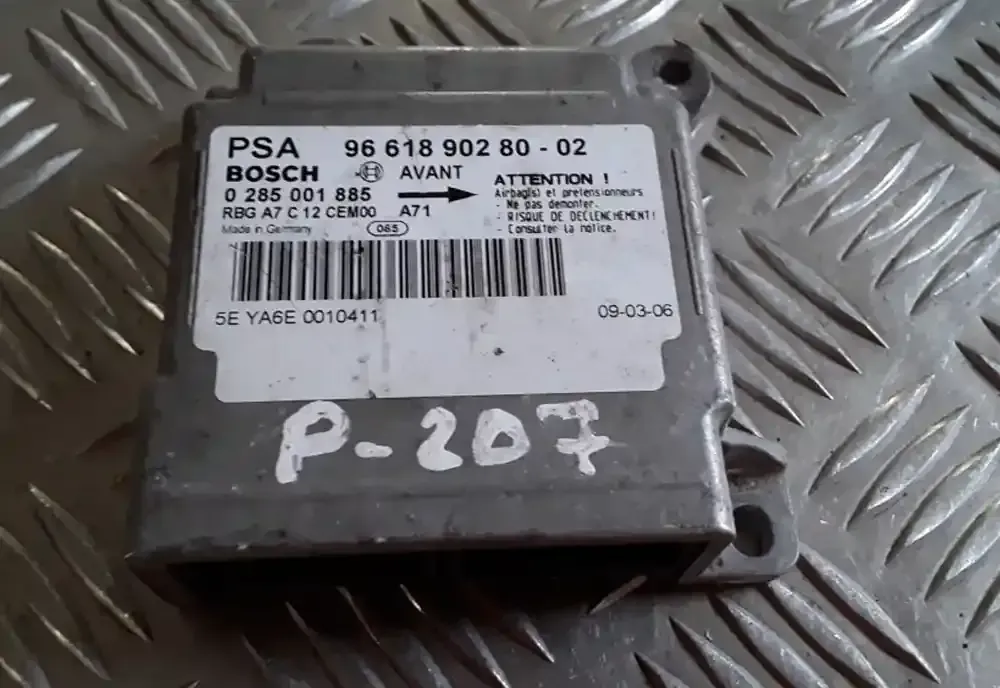 PSA 96 618 902 80 - 02
BOSCH AVANT
0 285 001 885
RBG A7 C 12 CEM00 A71
Made in Germany 065
ATTENTION !
Airbag(s) et pretensionneurs
- Ne pas demonter.
- RISQUE DE DECLENCHEMENT!
- Consulter la notice.
5E YA6E 0010411
09-03-06
P-207